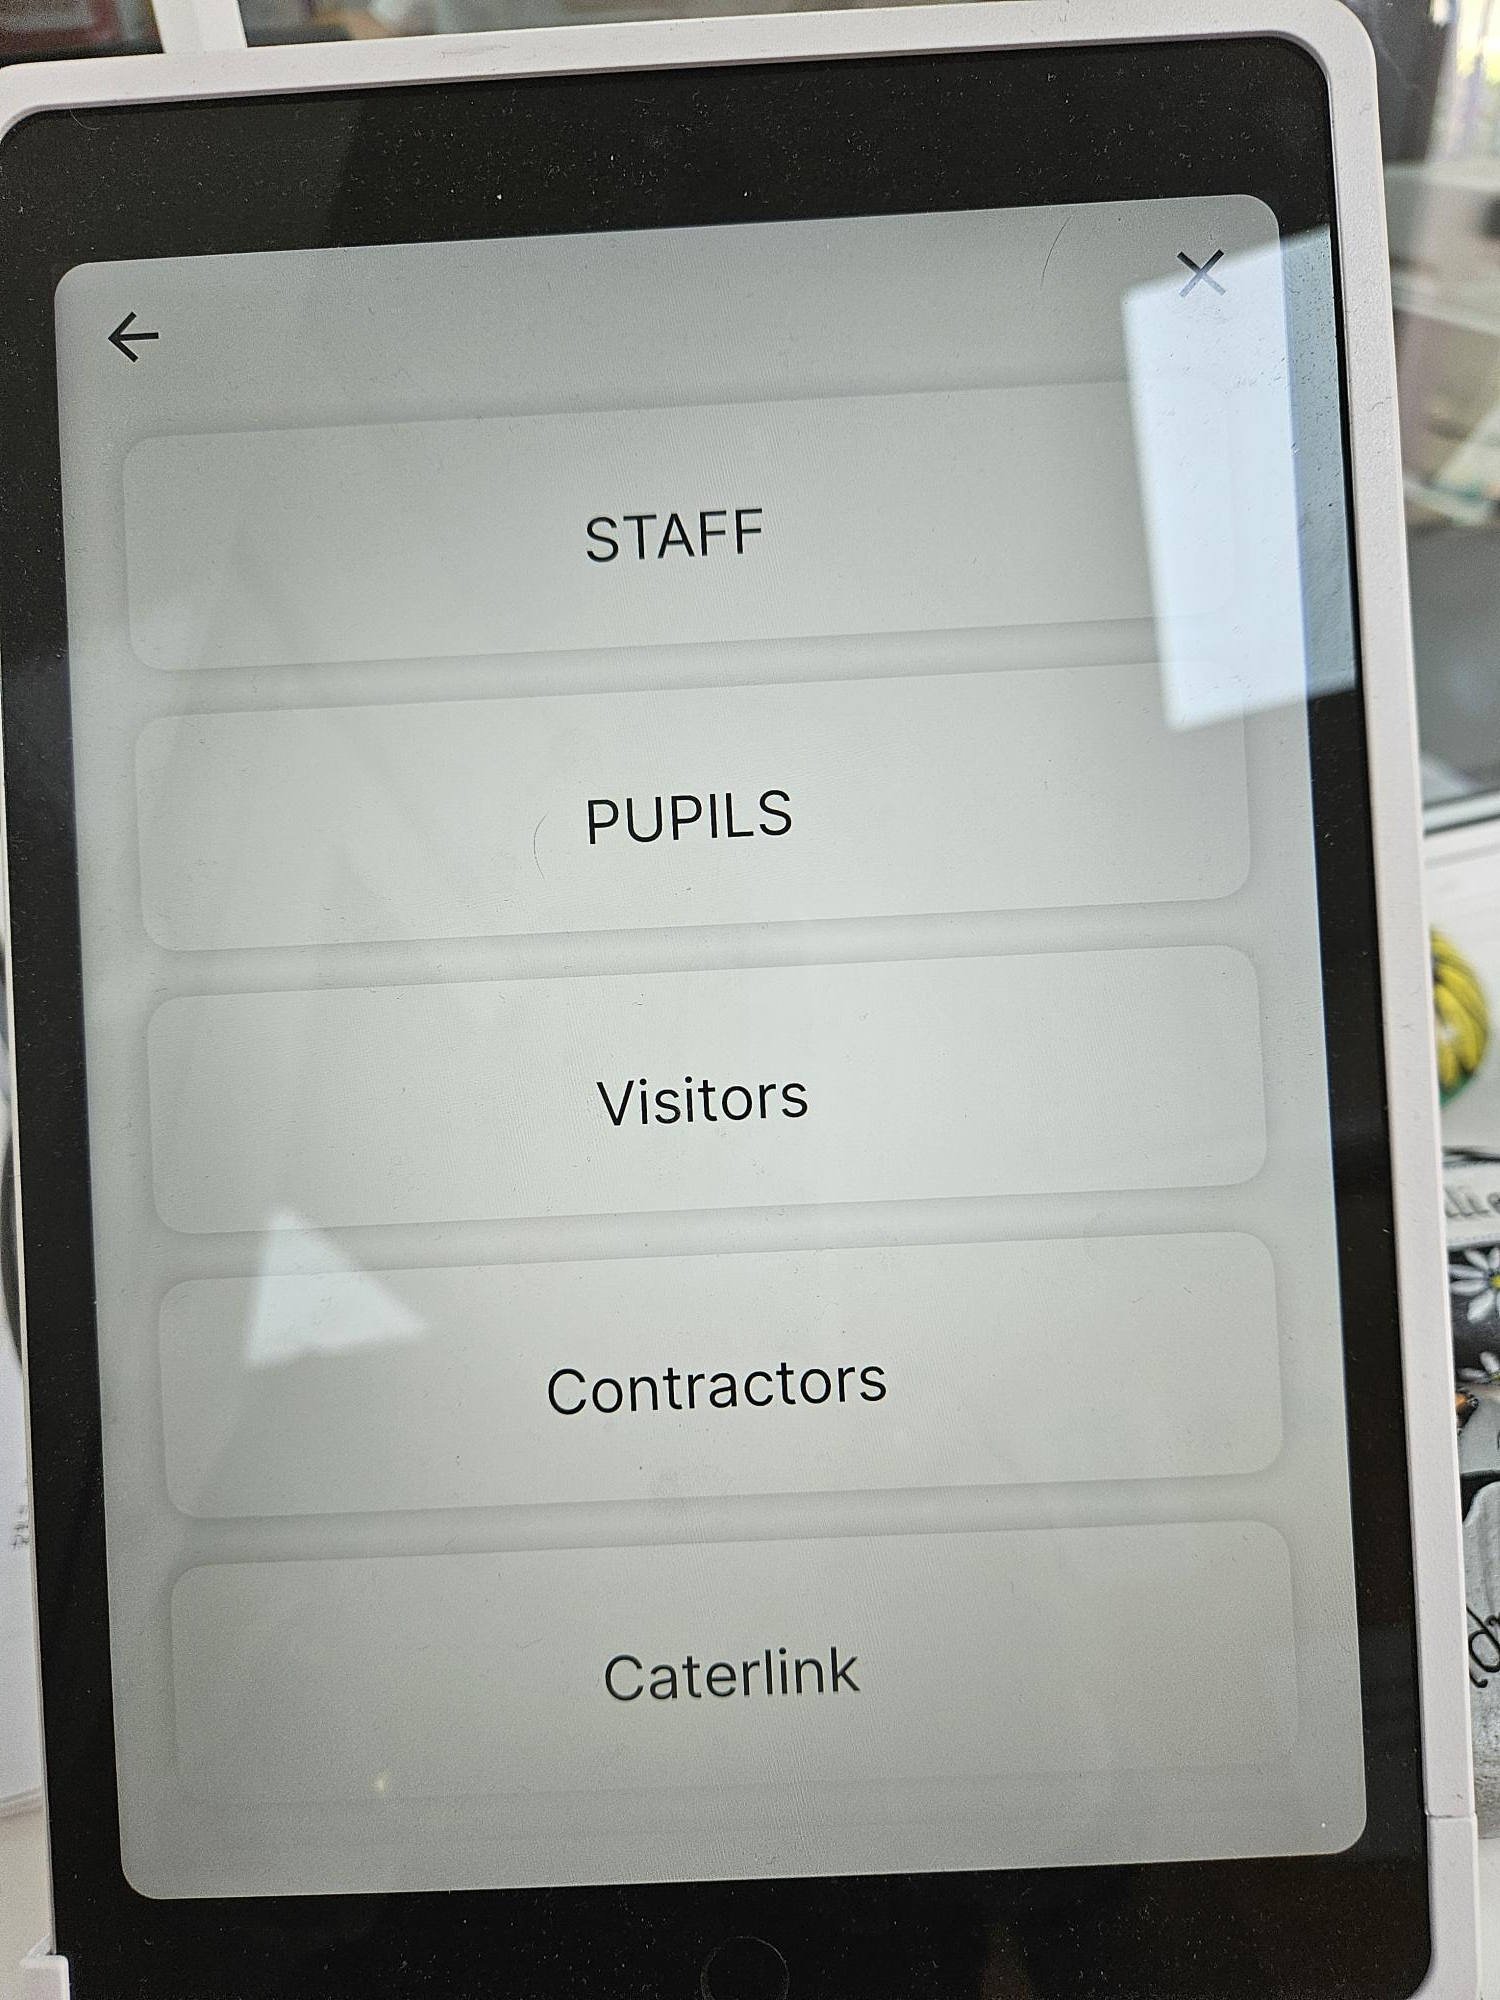 STAFF
PUPILS
Visitors
Contractors
Caterlink